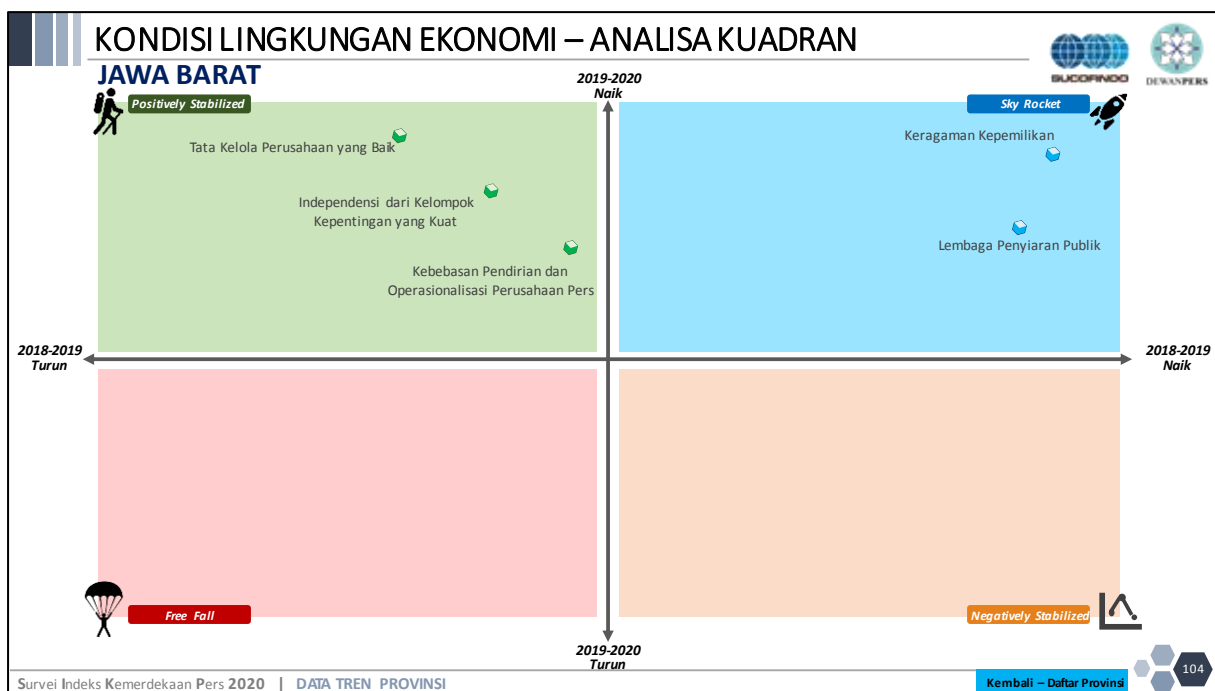 KONDISI LINGKUNGAN EKONOMI – ANALISA KUADRAN
JAWA BARAT
SUCOFINDO
DEWAN PERS
2019-2020
Naik
Positively Stabilized
Sky Rocket
Tata Kelola Perusahaan yang Baik
Keragaman Kepemilikan
Independensi dari Kelompok
Kepentingan yang Kuat
Lembaga Penyiaran Publik
Kebebasan Pendirian dan
Operasionalisasi Perusahaan Pers
2018-2019
Turun
2018-2019
Naik
Free Fall
Negatively Stabilized
2019-2020
Turun
Survei Indeks Kemerdekaan Pers 2020 | DATA TREN PROVINSI
Kembali – Daftar Provinsi
104